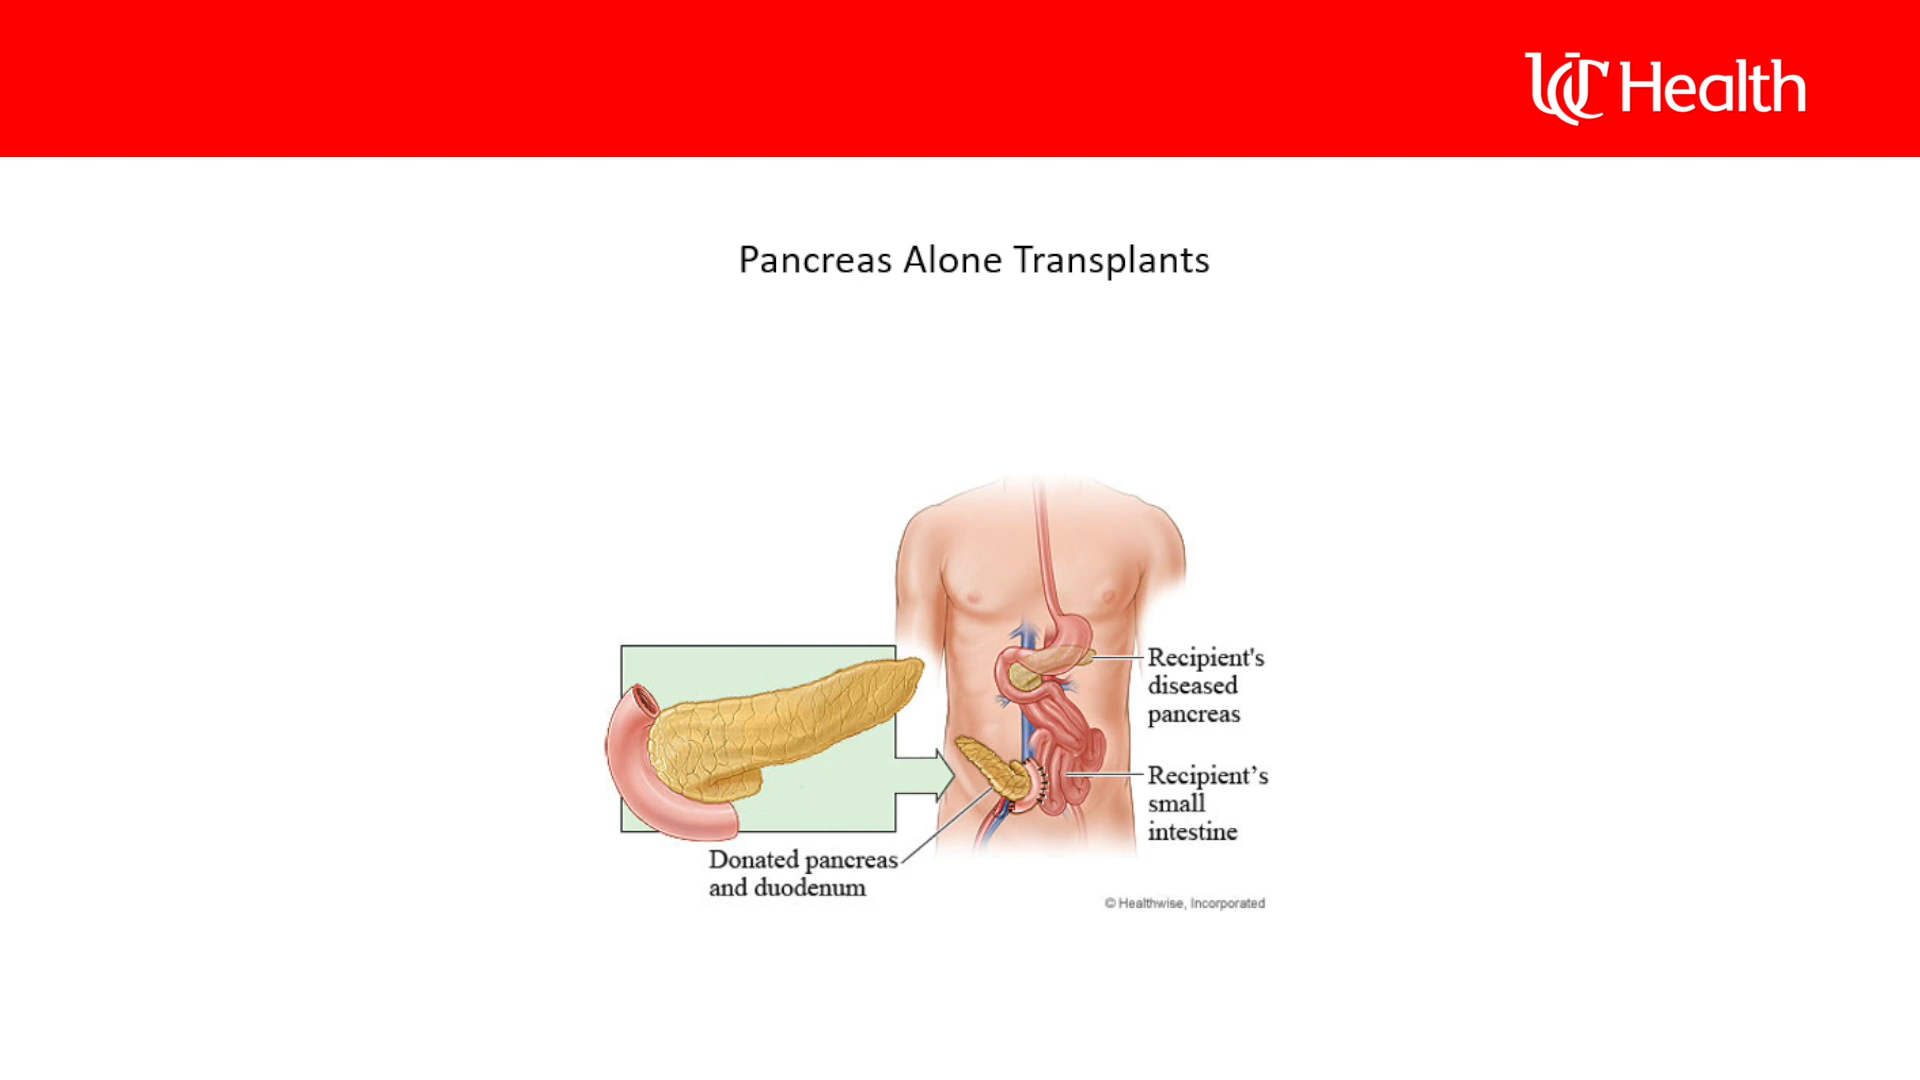 UC Health
Pancreas Alone Transplants
Recipient's
diseased
pancreas
Recipient’s
small
intestine
Donated pancreas
and duodenum
© Healthwise, Incorporated